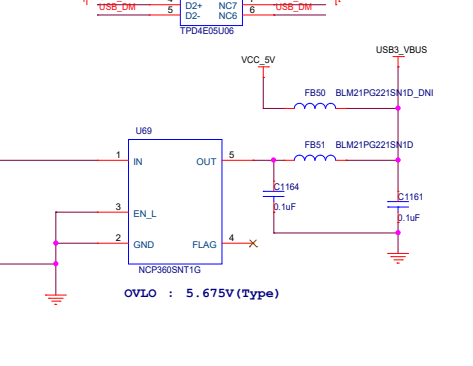 USB_DM
5
D2+
D2-
NC7
NC6
6
USB_DM
TPD4E05U06
USB3_VBUS
VCC_5V
FB50 BLM21PG221SN1D_DNI
U69
FB51 BLM21PG221SN1D
1 IN OUT 5
C1164
0.1uF
C1161
0.1uF
3 EN_L
2 GND FLAG 4
NCP360SNT1G
OVLO : 5.675V(Type)